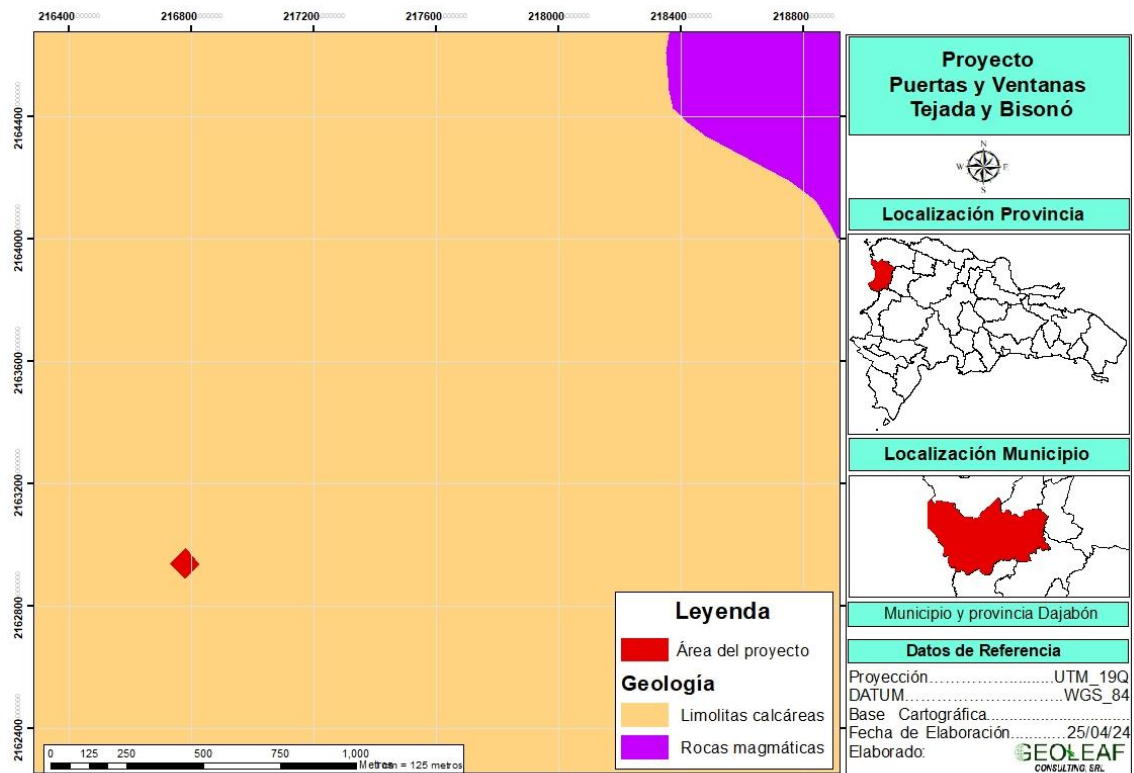 216400 216800 217200 217600 218000 218400 218800
2164400
2164000
2163600
2163200
2162800
2162400
Leyenda
Área del proyecto
Geología
Limolitas calcáreas
Rocas magmáticas
0 125 250 500 750 1,000
Metros
= 125 metros
Proyecto
Puertas y Ventanas
Tejada y Bisonó
N
W E
S
Localización Provincia
Localización Municipio
Municipio y provincia Dajabón
Datos de Referencia
Proyección.........................UTM_19Q
DATUM............................WGS_84
Base Cartográfica.........................
Fecha de Elaboración..........25/04/24
Elaborado:
GEOLEAF
CONSULTING, SRL